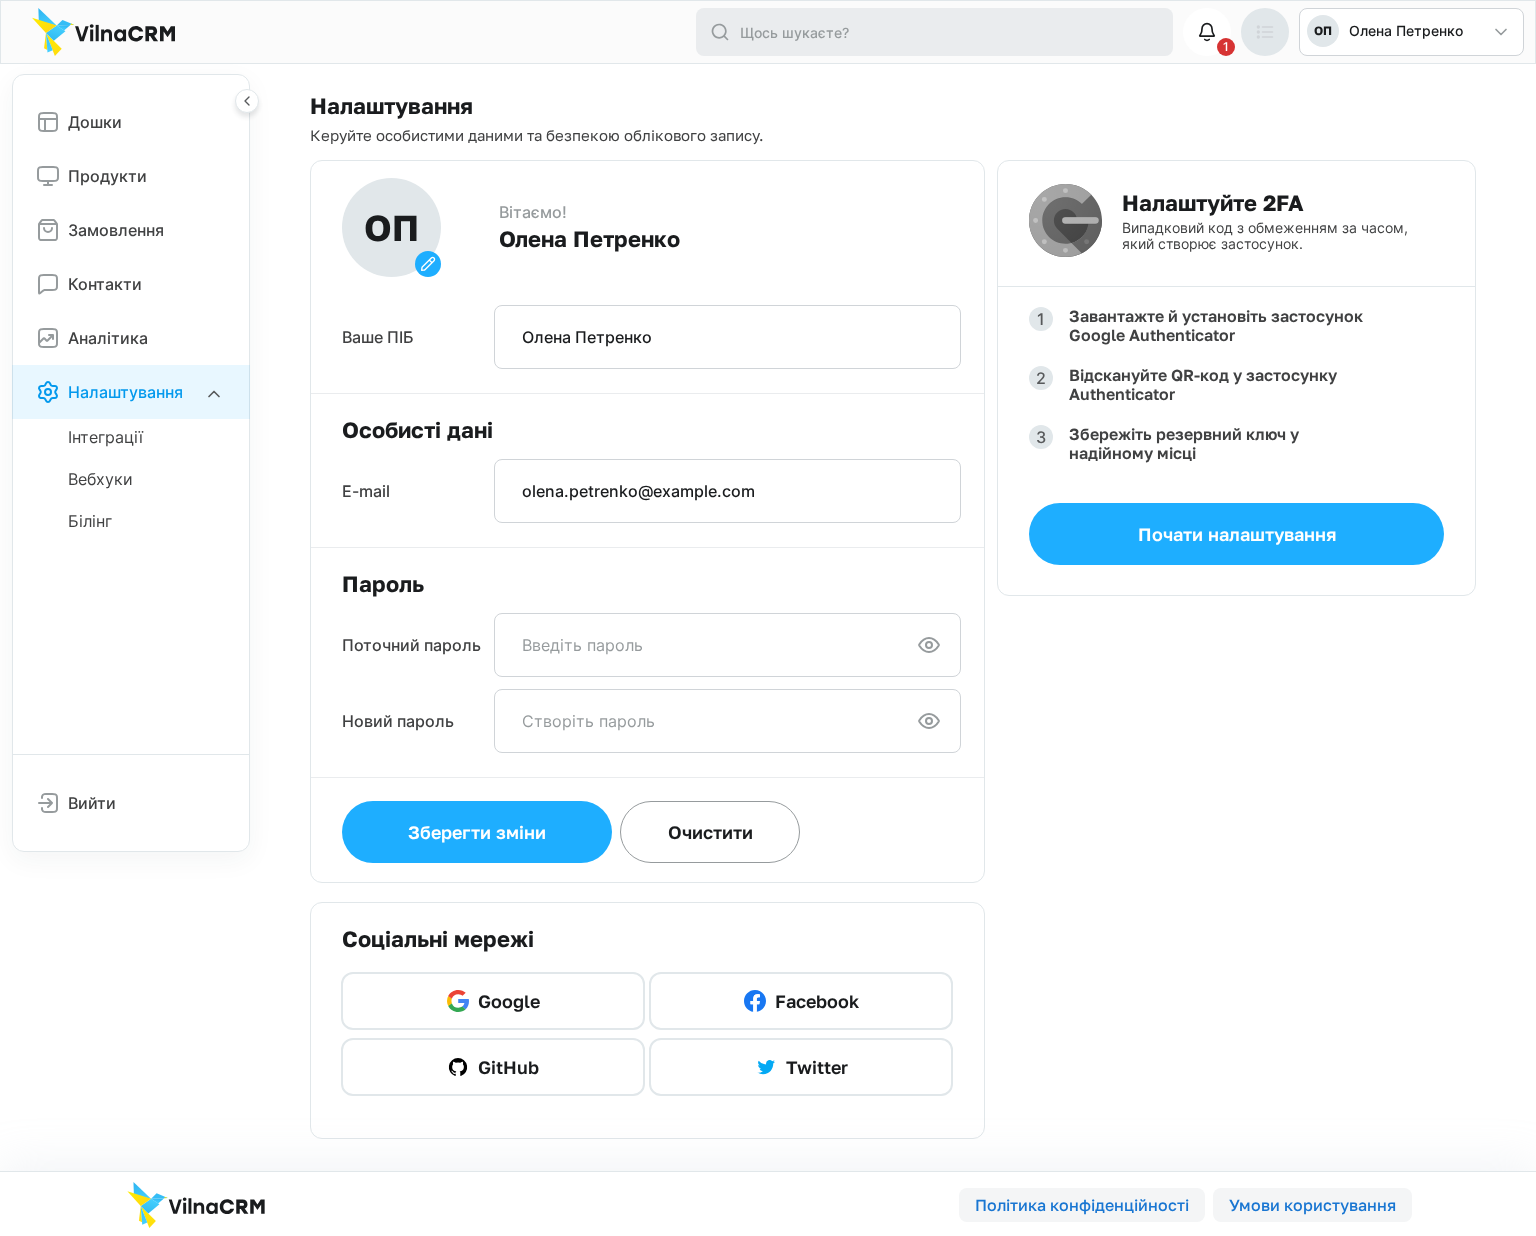 VilnaCRM
Щось шукаєте?
1
ОП
Олена Петренко
Дошки
Продукти
Замовлення
Контакти
Аналітика
Налаштування
Інтеграції
Вебхуки
Білінг
Вийти
Налаштування
Керуйте особистими даними та безпекою облікового запису.
ОП
Вітаємо!
Олена Петренко
Ваше ПІБ
Олена Петренко
Особисті дані
E-mail
olena.petrenko@example.com
Пароль
Поточний пароль
Введіть пароль
Новий пароль
Створіть пароль
Зберегти зміни
Очистити
Соціальні мережі
Google
Facebook
GitHub
Twitter
Налаштуйте 2FA
Випадковий код з обмеженням за часом,
який створює застосунок.
1
Завантажте й установіть застосунок
Google Authenticator
2
Відскануйте QR-код у застосунку
Authenticator
3
Збережіть резервний ключ у
надійному місці
Почати налаштування
VilnaCRM
Політика конфіденційності
Умови користування